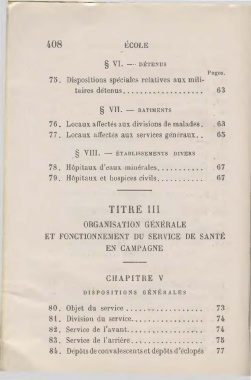 408 ÉCOLE
§ VI. — DÉTENUS
Pages.
75. Dispositions spéciales relatives aux mili-
taires détenus.................... 63
§ VII. — BATIMENTS
76. Locaux affectés aux divisions de malades. 63
77. Locaux affectés aux services généraux.. 65
§ VIII. — ÉTABLISSEMENTS DIVERS
78. Hôpitaux d'eaux minérales........... 67
79. Hôpitaux et hospices civils........... 67
TITRE III
ORGANISATION GÉNÉRALE
ET FONCTIONNEMENT DU SERVICE DE SANTÉ
EN CAMPAGNE
CHAPITRE V
DISPOSITIONS GÉNÉRALES
80. Objet du service.................... 73
81. Division du service.................. 74
82. Service de l'avant.................... 74
83. Service de l'arrière................... 75
84. Dépôts de convalescents et dépôts d'éclopés 77